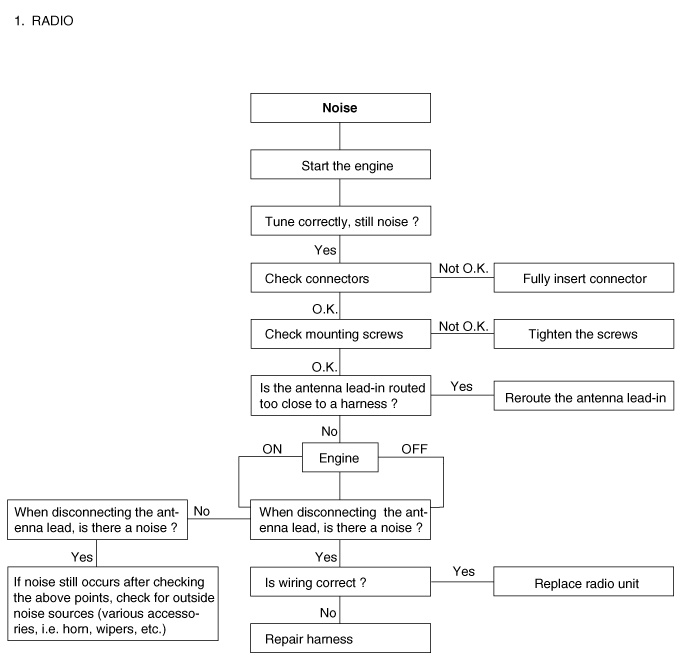 1. RADIO
Noise
Start the engine
Tune correctly, still noise ?
Yes
Check connectors
Not O.K.
Fully insert connector
O.K.
Check mounting screws
Not O.K.
Tighten the screws
O.K.
Is the antenna lead-in routed
too close to a harness ?
Yes
Reroute the antenna lead-in
No
ON
Engine
OFF
When disconnecting the ant-
enna lead, is there a noise ?
No
When disconnecting the ant-
enna lead, is there a noise ?
Yes
Yes
If noise still occurs after checking
the above points, check for outside
noise sources (various accesso-
ries, i.e. horn, wipers, etc.)
Is wiring correct ?
Yes
Replace radio unit
No
Repair harness